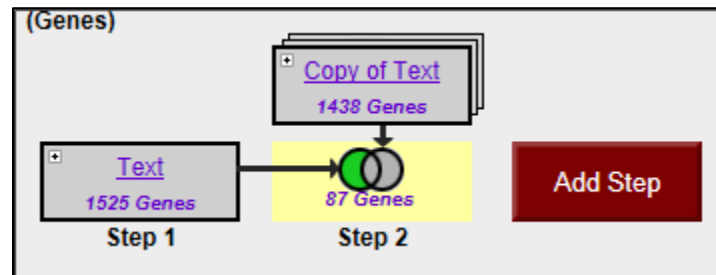 (Genes)
Copy of Text
1438 Genes
Text
1525 Genes
87 Genes
Add Step
Step 1
Step 2